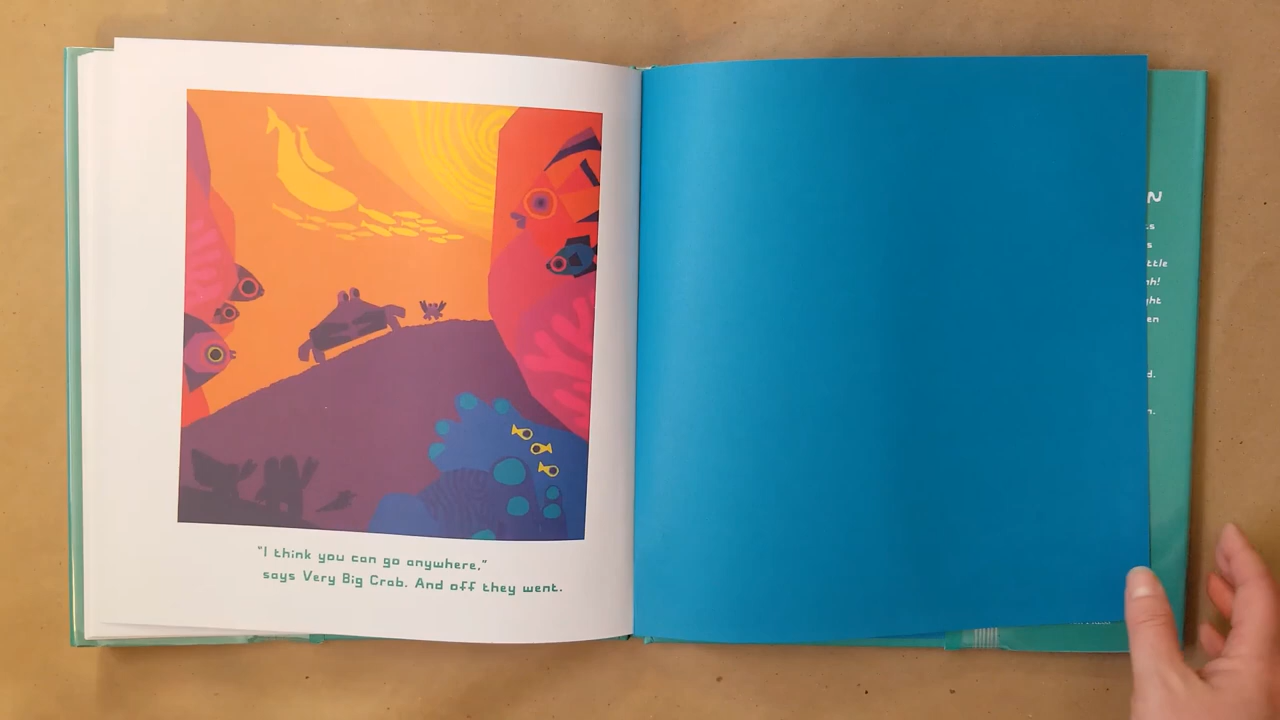 "I think you can go anywhere,"
says Very Big Crab. And off they went.